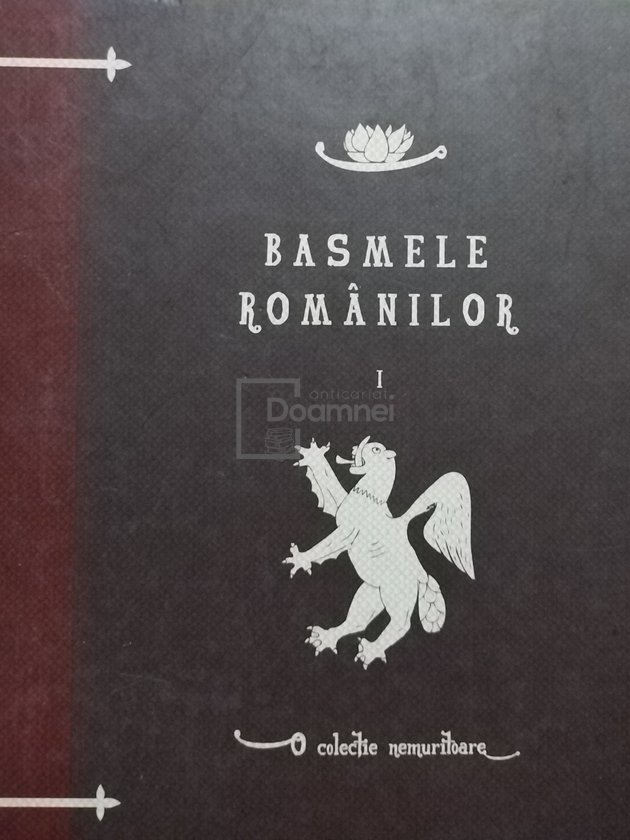 BASMELE
ROMÂNILOR
I
anticariat
Doamnei
O colecție nemuritoare